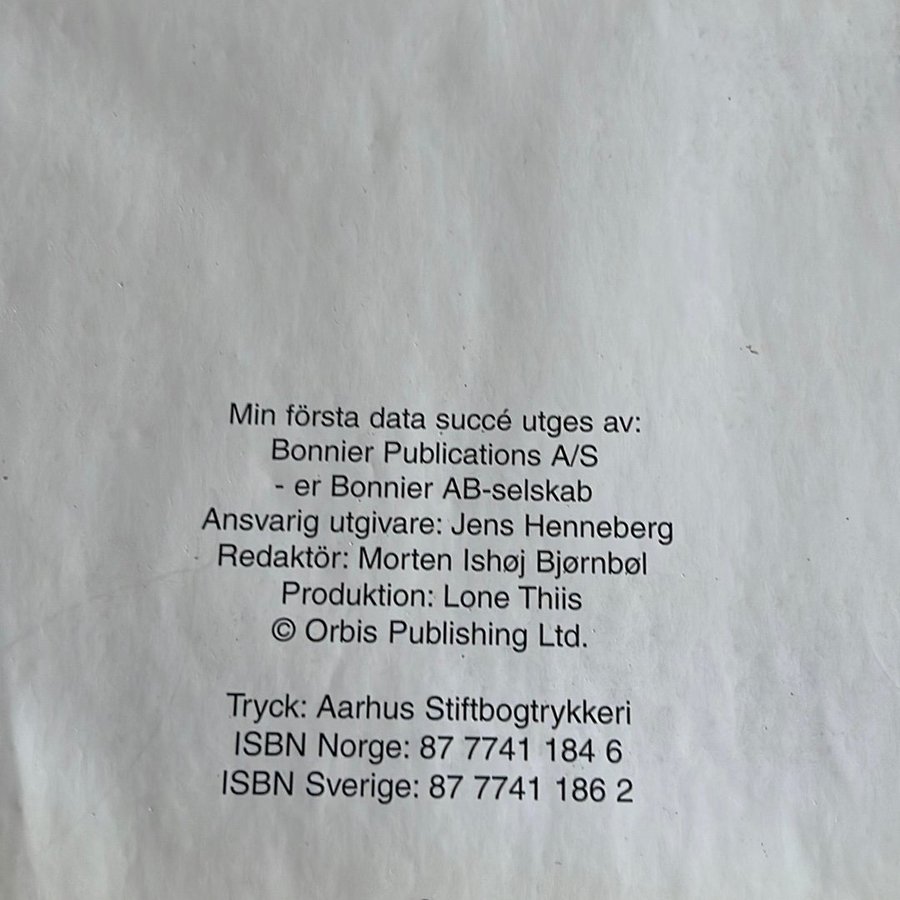 Min första data succé utges av:
Bonnier Publications A/S
- er Bonnier AB-selskab
Ansvarig utgivare: Jens Henneberg
Redaktör: Morten Ishøj Bjørnbøl
Produktion: Lone Thiis
© Orbis Publishing Ltd.
Tryck: Aarhus Stiftbogtrykkeri
ISBN Norge: 87 7741 184 6
ISBN Sverige: 87 7741 186 2